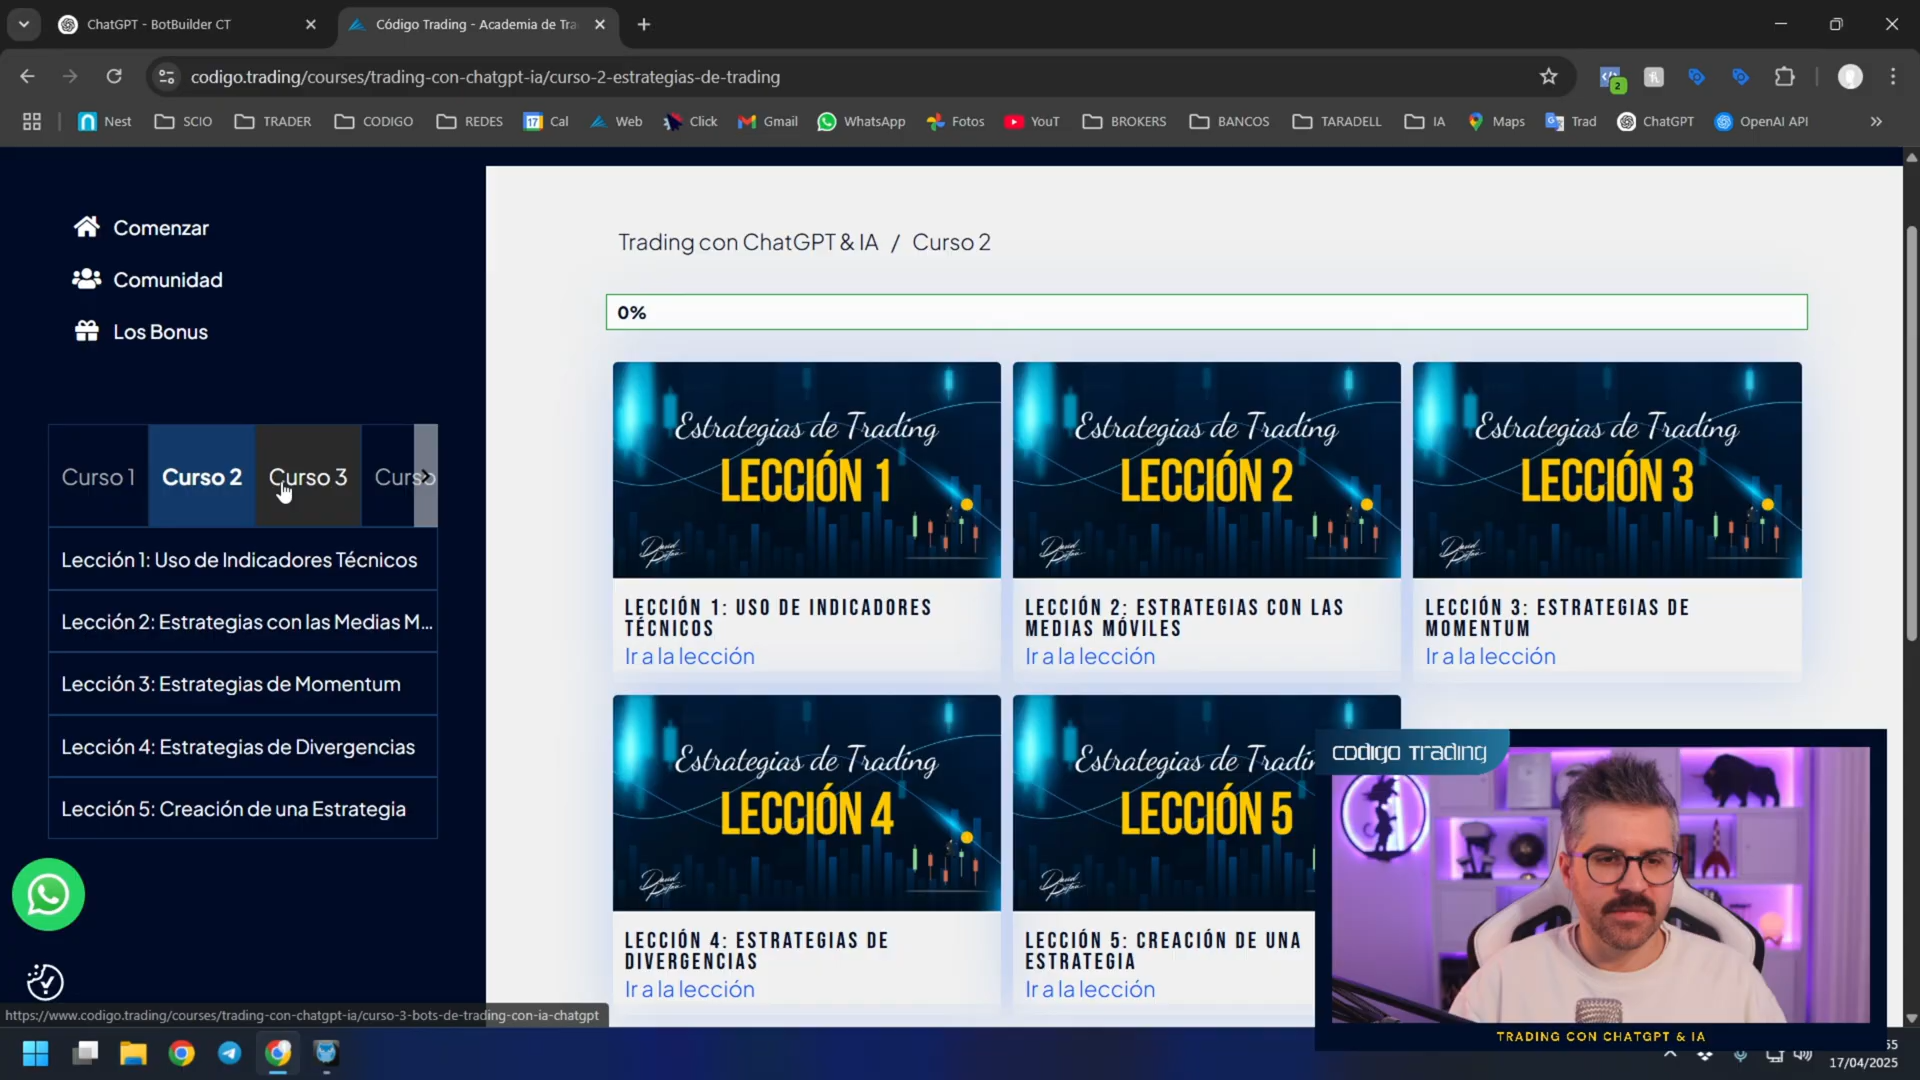 ChatGPT - BotBuilder CT
Código Trading - Academia de Tra
codigo.trading/courses/trading-con-chatgpt-ia/curso-2-estrategias-de-trading
2
Nest
SCIO
TRADER
CODIGO
REDES
17
Cal
Web
Click
Gmail
WhatsApp
Fotos
YouT
BROKERS
BANCOS
TARADELL
IA
Maps
Trad
ChatGPT
OpenAI API
Comenzar
Comunidad
Los Bonus
Curso 1
Curso 2
Curso 3
Curso
Lección 1: Uso de Indicadores Técnicos
Lección 2: Estrategias con las Medias M...
Lección 3: Estrategias de Momentum
Lección 4: Estrategias de Divergencias
Lección 5: Creación de una Estrategia
Trading con ChatGPT & IA / Curso 2
0%
Estrategias de Trading
LECCIÓN 1
LECCIÓN 1: USO DE INDICADORES
TÉCNICOS
Ir a la lección
Estrategias de Trading
LECCIÓN 2
LECCIÓN 2: ESTRATEGIAS CON LAS
MEDIAS MÓVILES
Ir a la lección
Estrategias de Trading
LECCIÓN 3
LECCIÓN 3: ESTRATEGIAS DE
MOMENTUM
Ir a la lección
Estrategias de Trading
LECCIÓN 4
LECCIÓN 4: ESTRATEGIAS DE
DIVERGENCIAS
Ir a la lección
Estrategias de Tradin
LECCIÓN 5
LECCIÓN 5: CREACIÓN DE UNA
ESTRATEGIA
Ir a la lección
codigo Trading
TRADING CON CHATGPT & IA
https://www.codigo.trading/courses/trading-con-chatgpt-ia/curso-3-bots-de-trading-con-ia-chatgpt
55
17/04/2025